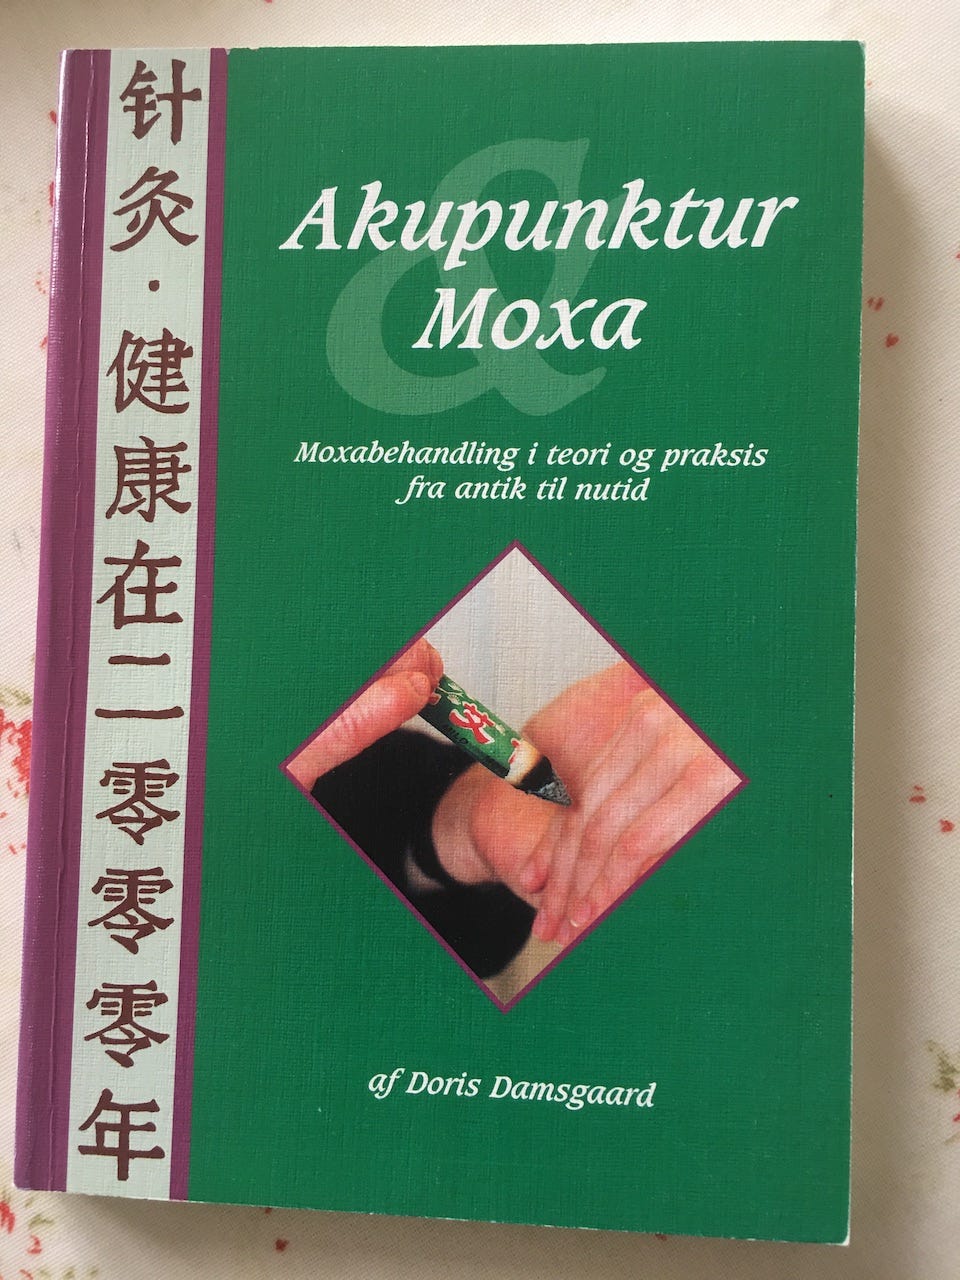 针灸·健康在二零零零年
&
Akupunktur
Moxa
Moxabehandling i teori og praksis
fra antik til nutid
艾
af Doris Damsgaard